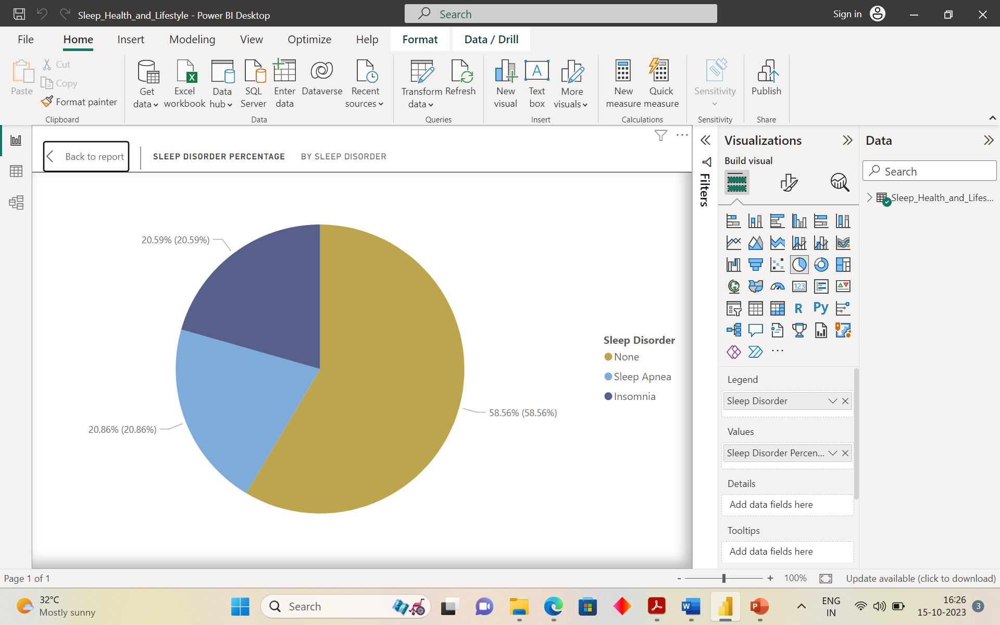 Sleep_Health_and_Lifestyle - Power BI Desktop
Search
Sign in
File Home Insert Modeling View Optimize Help Format Data / Drill
Paste
Cut
Copy
Format painter
Clipboard
Get data
Excel workbook
Data hub
SQL Server
Enter data
Dataverse
Recent sources
Data
Transform data
Refresh
Queries
New visual
Text box
More visuals
Insert
New measure
Quick measure
Calculations
Sensitivity
Sensitivity
Publish
Share
Back to report
SLEEP DISORDER PERCENTAGE BY SLEEP DISORDER
20.59% (20.59%)
20.86% (20.86%)
58.56% (58.56%)
Sleep Disorder
None
Sleep Apnea
Insomnia
Filters
Visualizations
Build visual
123
R
Py
Legend
Sleep Disorder
Values
Sleep Disorder Percen...
Details
Add data fields here
Tooltips
Add data fields here
Data
Search
Sleep_Health_and_Lifes...
Page 1 of 1
- + 100%
Update available (click to download)
32°C
Mostly sunny
Search
ENG
IN
16:26
15-10-2023
3